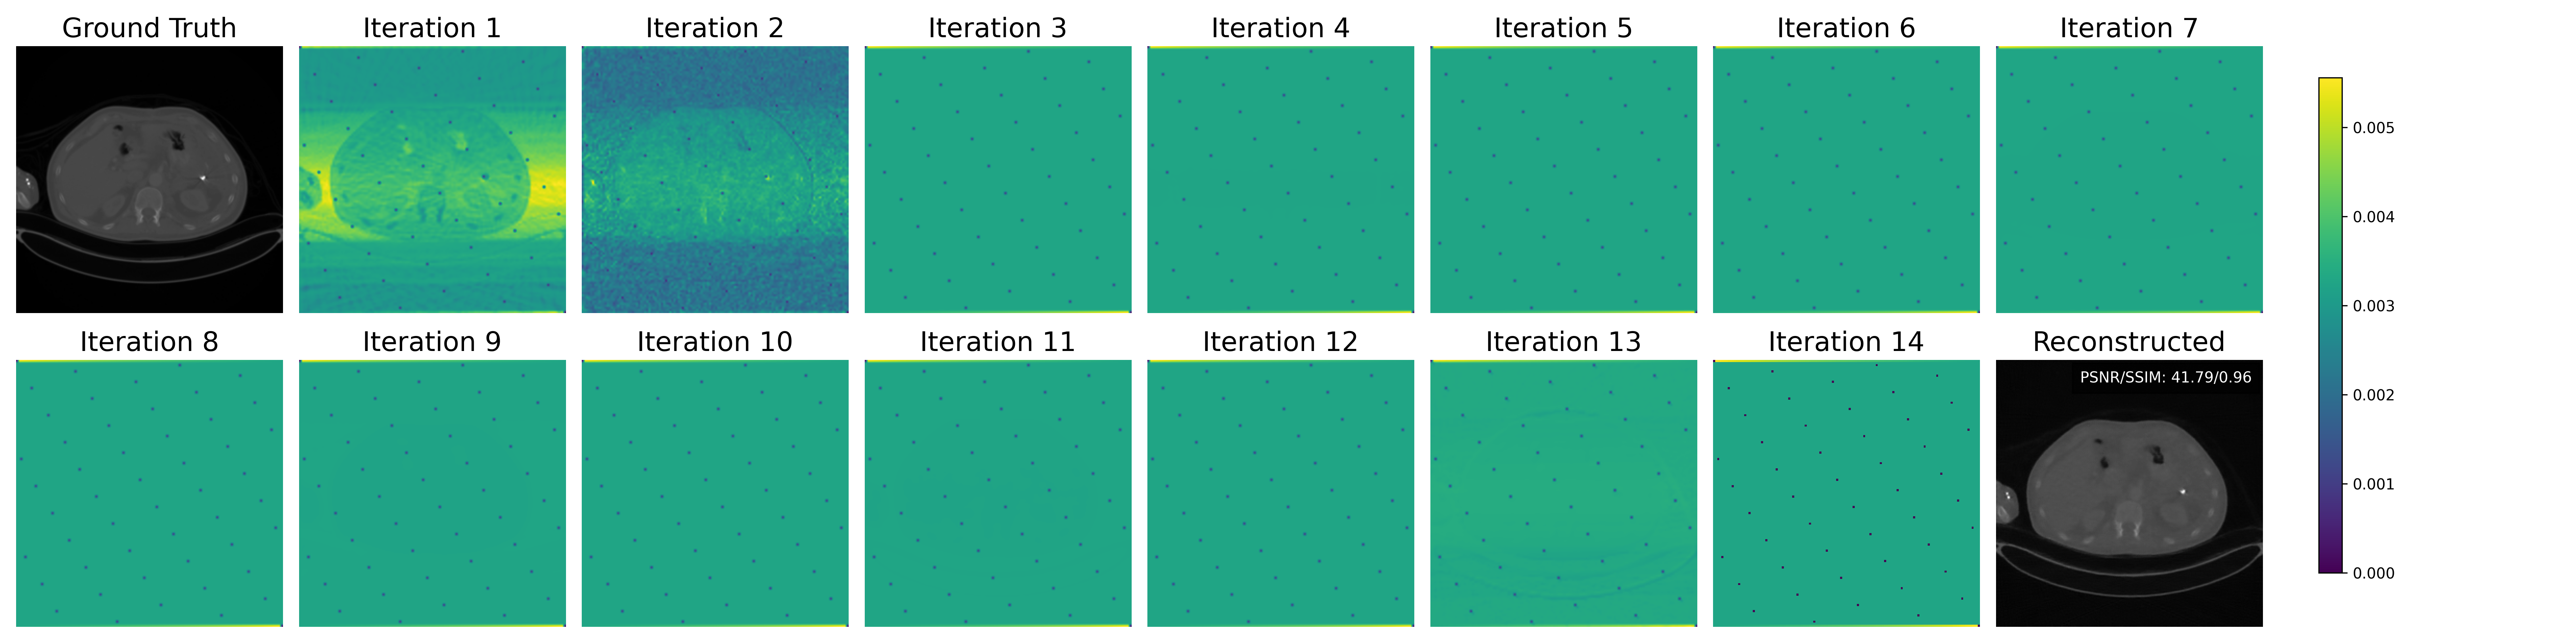 Ground Truth
Iteration 1
Iteration 2
Iteration 3
Iteration 4
Iteration 5
Iteration 6
Iteration 7
0.005
0.004
0.003
0.002
0.001
0.000
Iteration 8
Iteration 9
Iteration 10
Iteration 11
Iteration 12
Iteration 13
Iteration 14
Reconstructed
PSNR/SSIM: 41.79/0.96